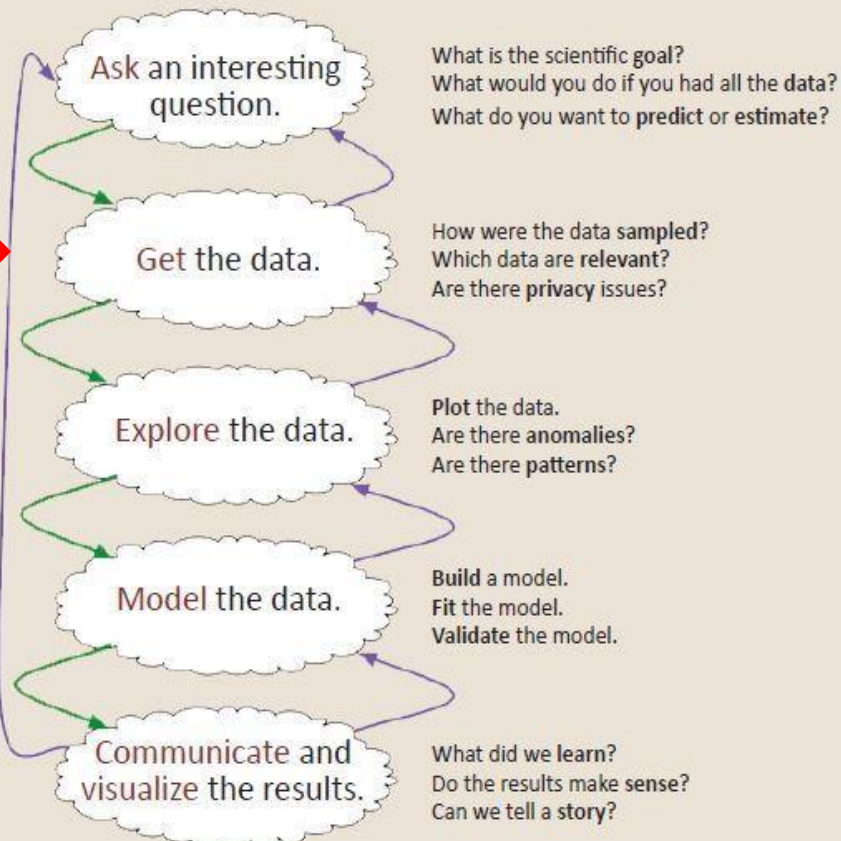 Ask an interesting
question.
What is the scientific goal?
What would you do if you had all the data?
What do you want to predict or estimate?
Get the data.
How were the data sampled?
Which data are relevant?
Are there privacy issues?
Explore the data.
Plot the data.
Are there anomalies?
Are there patterns?
Model the data.
Build a model.
Fit the model.
Validate the model.
Communicate and
visualize the results.
What did we learn?
Do the results make sense?
Can we tell a story?